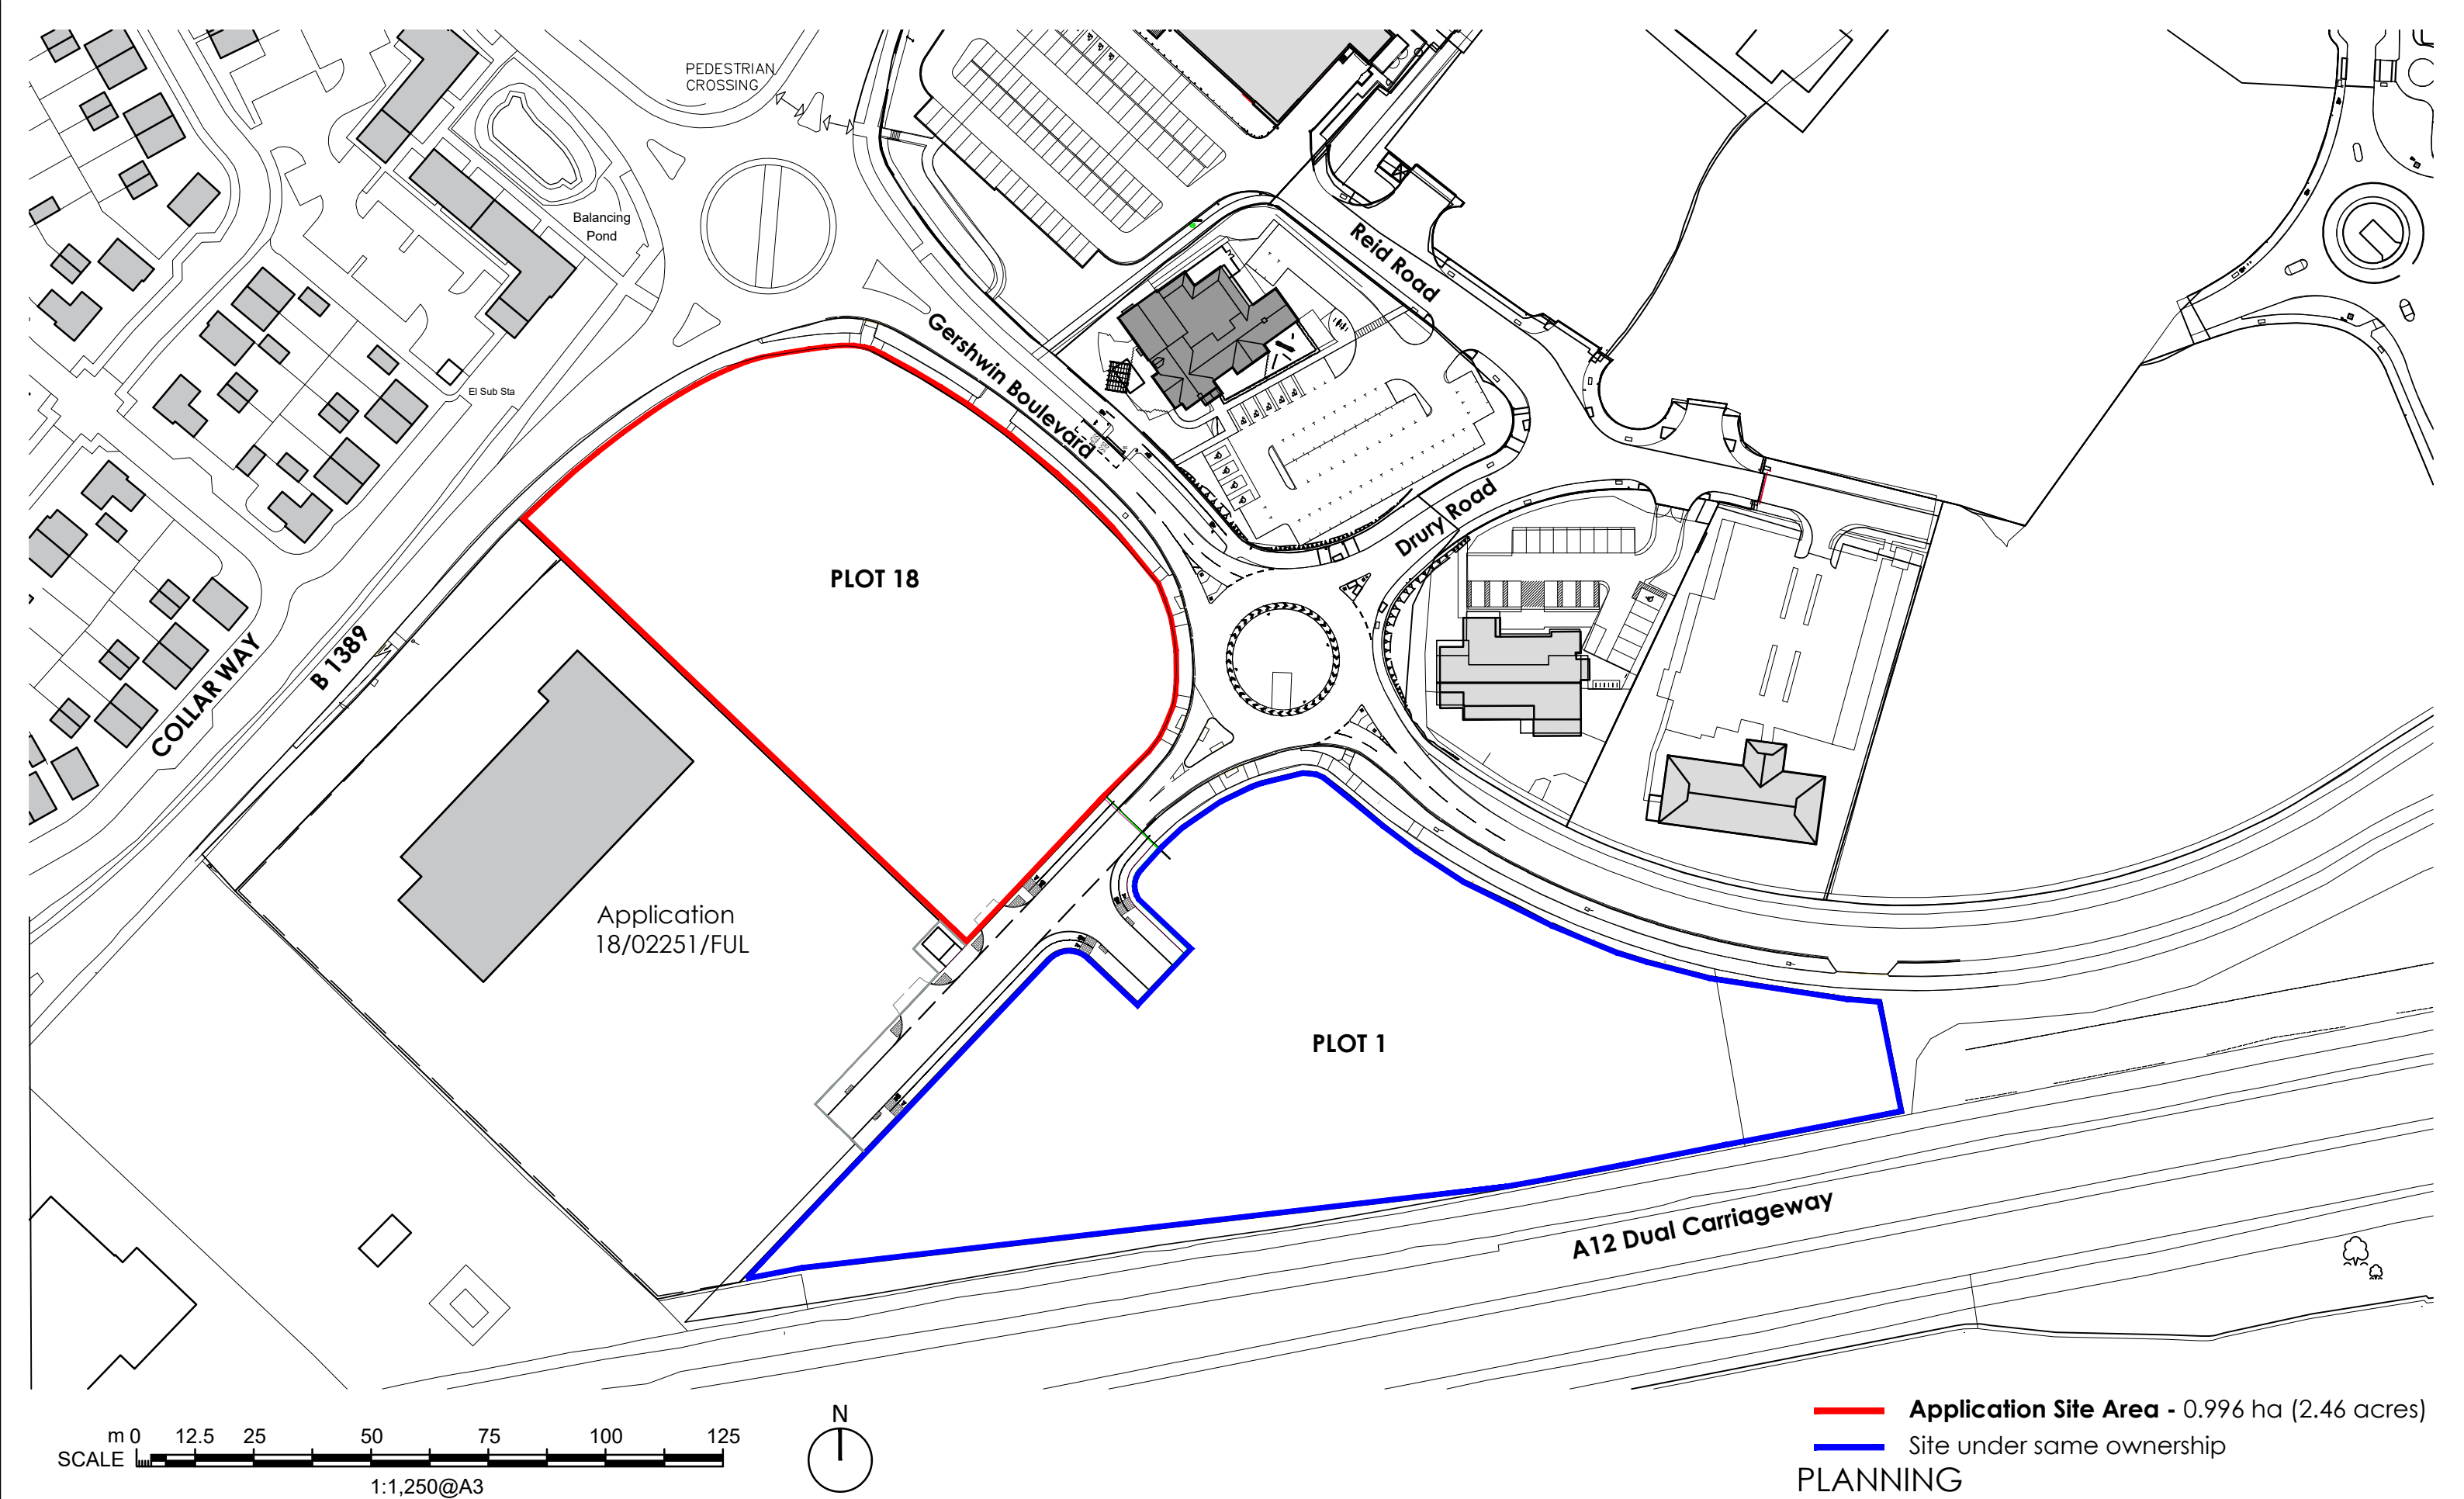 PEDESTRIAN
CROSSING
Balancing
Pond
El Sub Sta
Reid Road
Gershwin Boulevard
Drury Road
PLOT 18
B 1389
COLLAR WAY
Application
18/02251/FUL
PLOT 1
A12 Dual Carriageway
m 0 12.5 25 50 75 100 125
SCALE
1:1,250@A3
N
Application Site Area - 0.996 ha (2.46 acres)
Site under same ownership
PLANNING